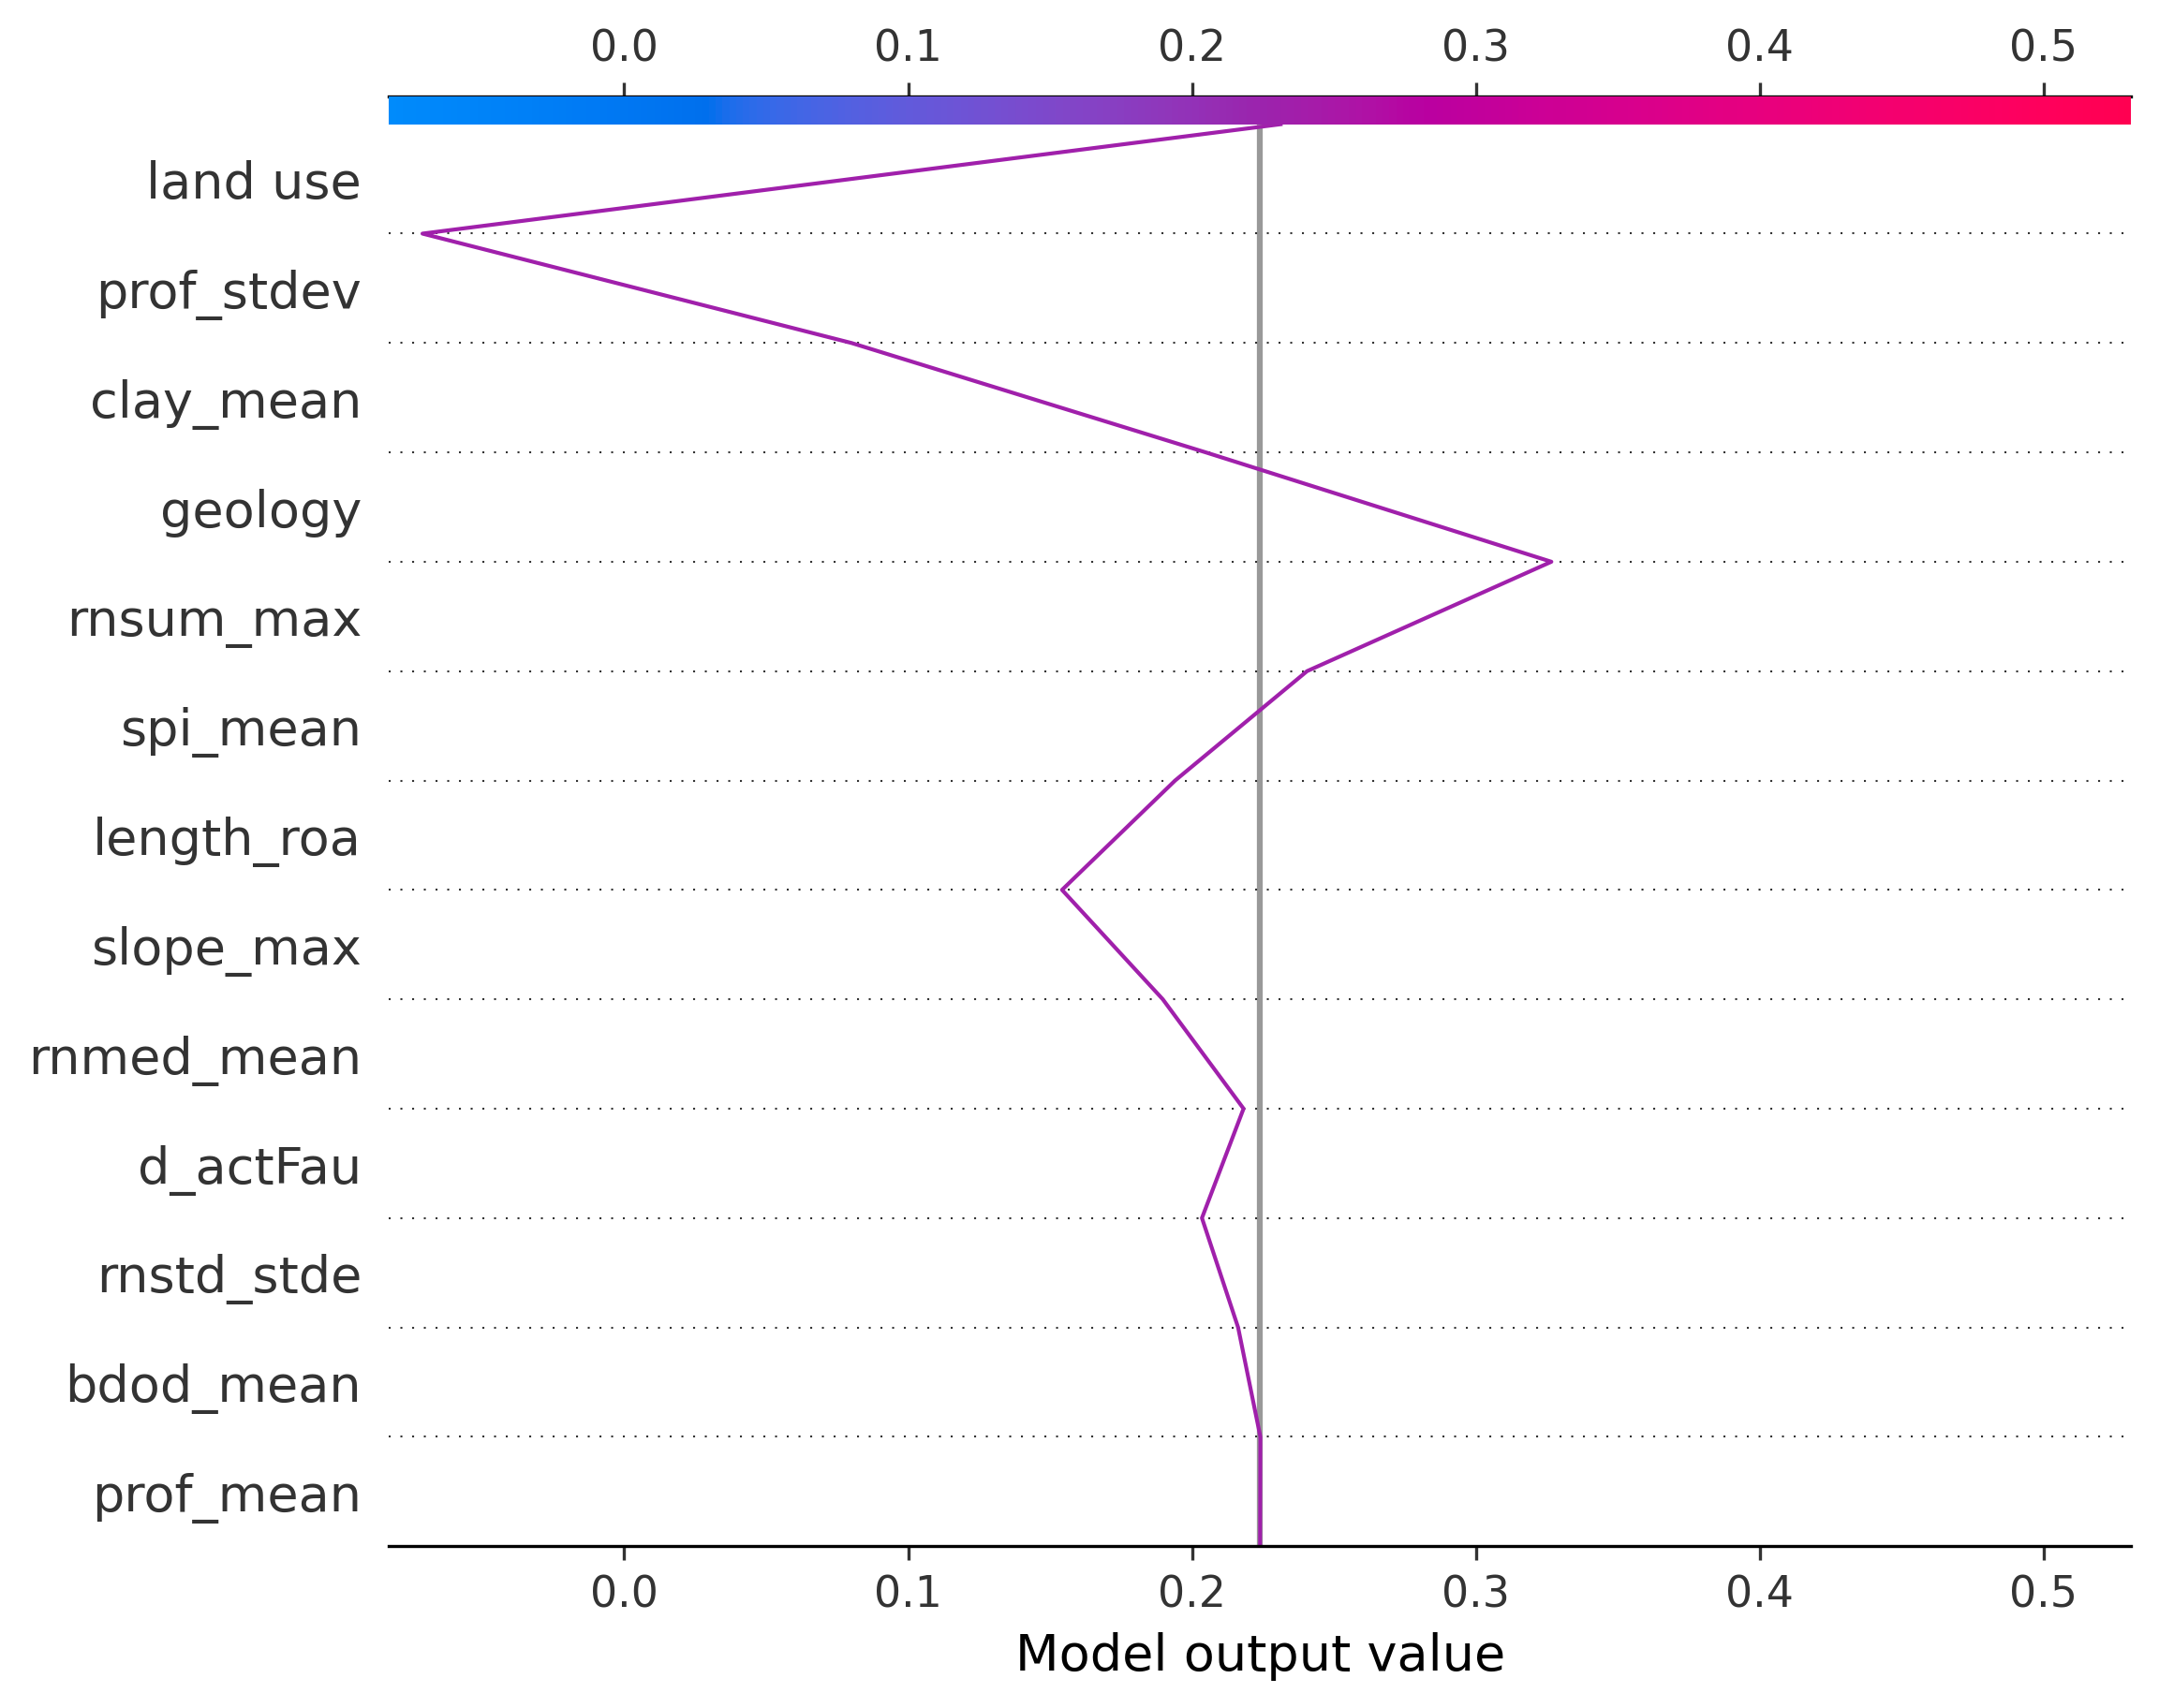 0.0 0.1 0.2 0.3 0.4 0.5
land use
prof_stdev
clay_mean
geology
rnsum_max
spi_mean
length_roa
slope_max
rnmed_mean
d_actFau
rnstd_stde
bdod_mean
prof_mean
0.0 0.1 0.2 0.3 0.4 0.5
Model output value